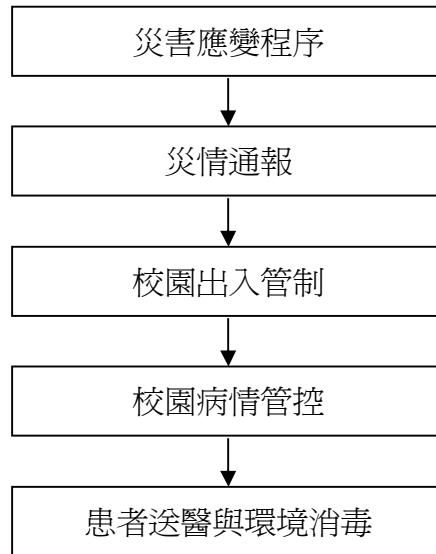 災害應變程序
災情通報
校園出入管制
校園病情管控
患者送醫與環境消毒